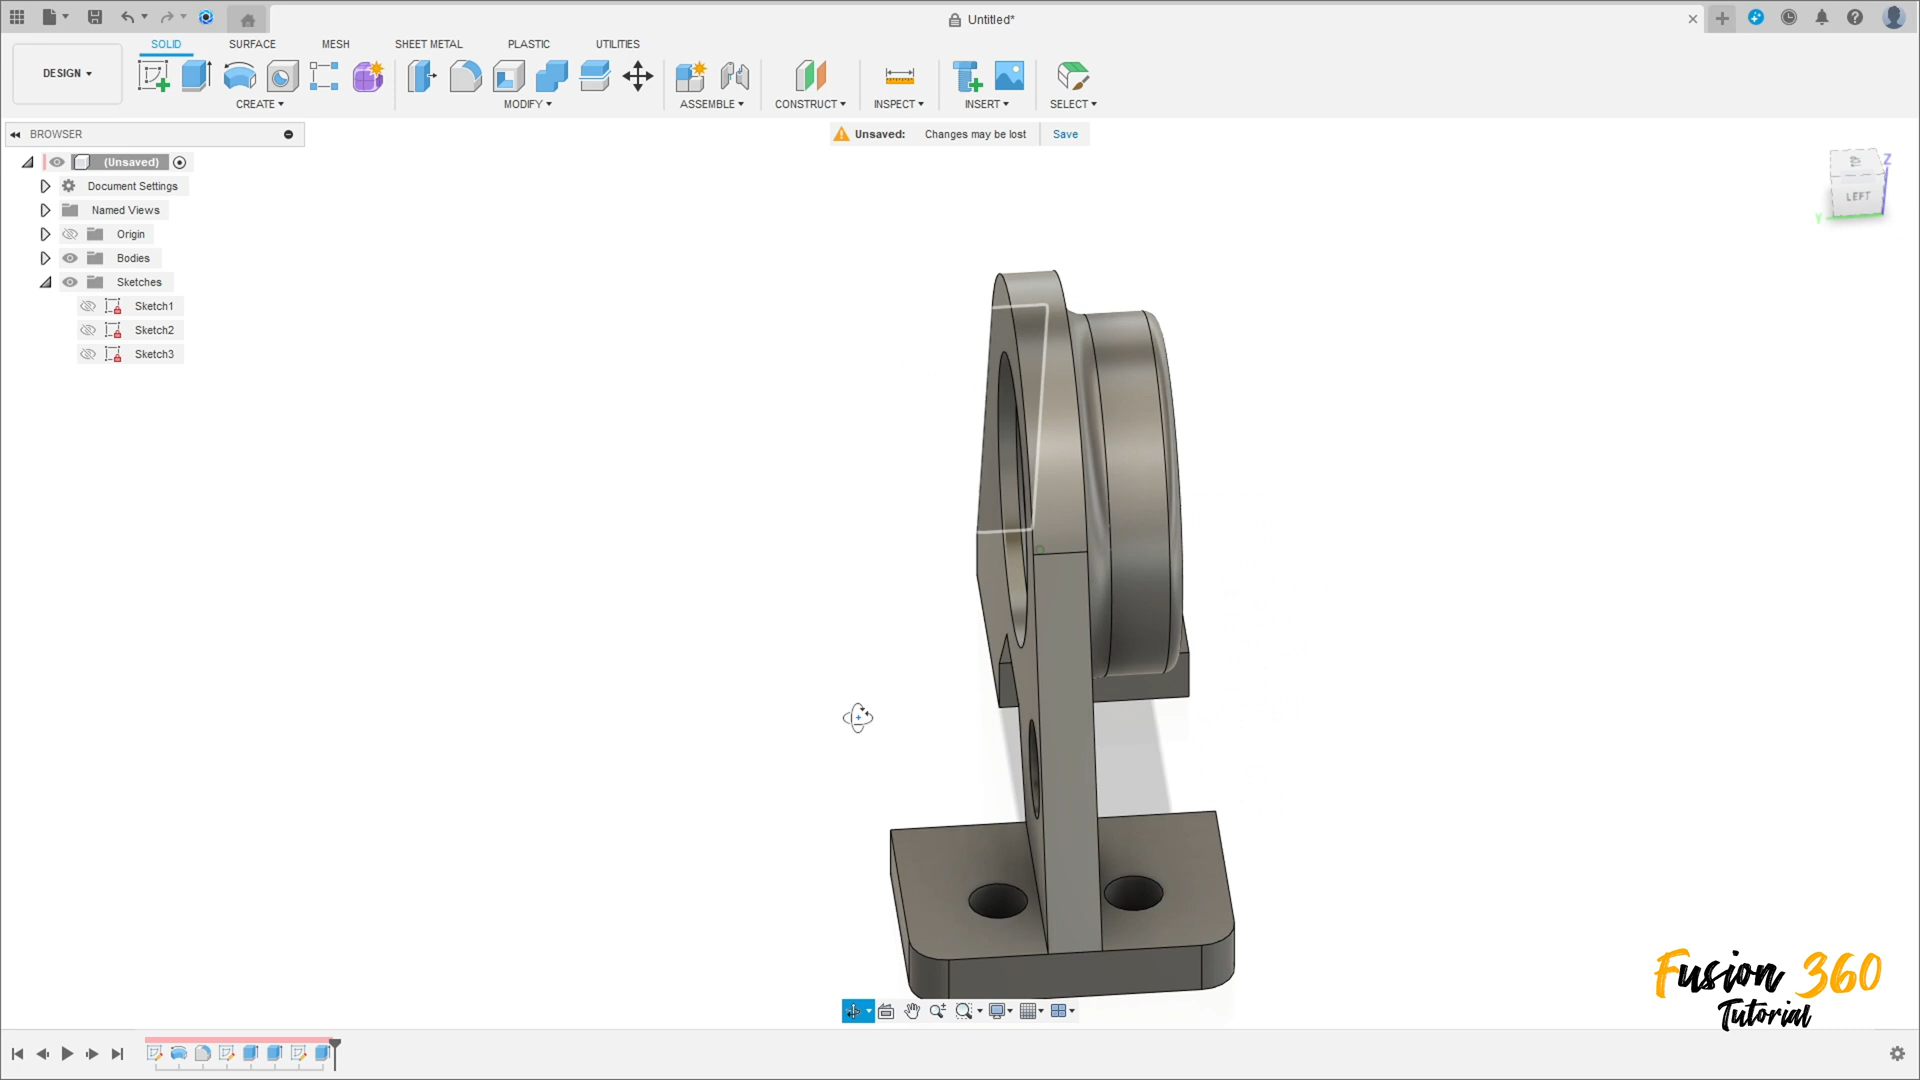 Untitled*
SOLID SURFACE MESH SHEET METAL PLASTIC UTILITIES
DESIGN
CREATE MODIFY ASSEMBLE CONSTRUCT INSPECT INSERT SELECT
BROWSER
Unsaved: Changes may be lost Save
(Unsaved)
Document Settings
Named Views
Origin
Bodies
Sketches
Sketch1
Sketch2
Sketch3
Z
LEFT
Y
Fusion 360
Tutorial